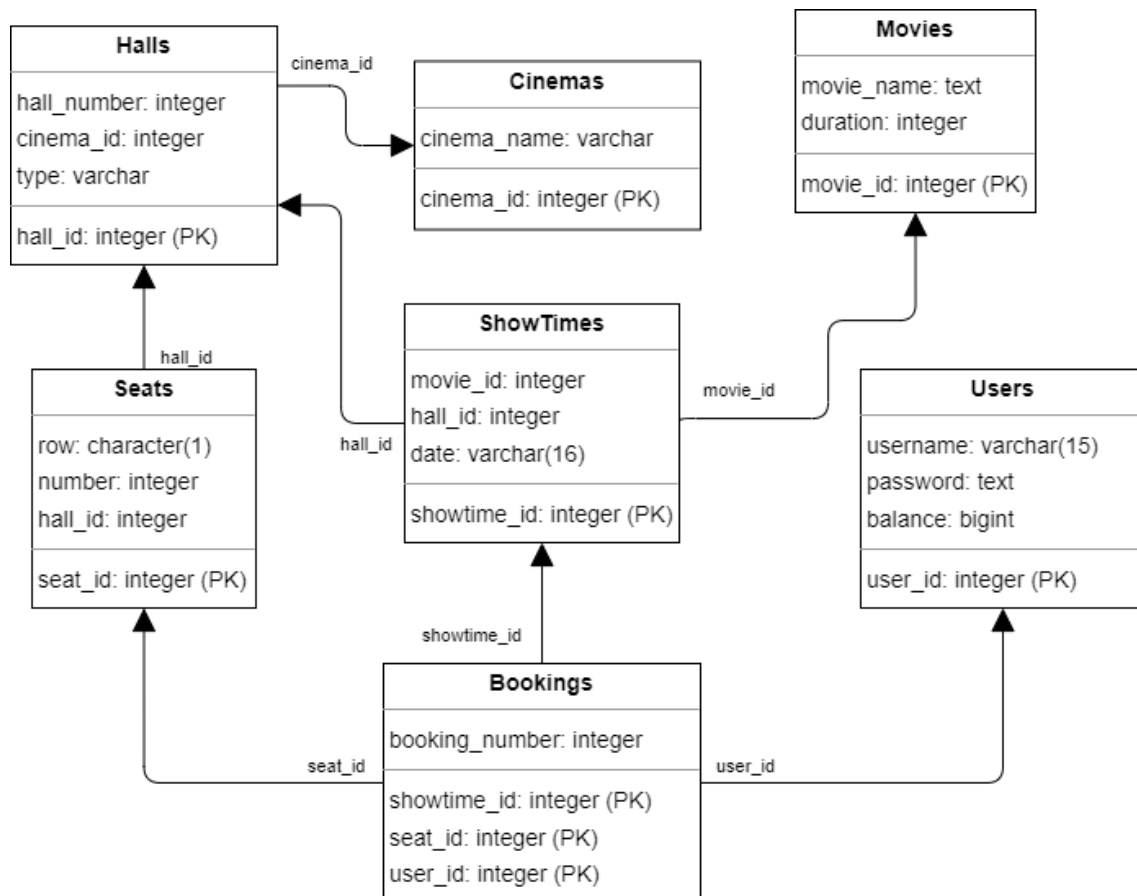 Halls
hall_number: integer
cinema_id: integer
type: varchar
hall_id: integer (PK)
cinema_id
Cinemas
cinema_name: varchar
cinema_id: integer (PK)
Movies
movie_name: text
duration: integer
movie_id: integer (PK)
hall_id
Seats
row: character(1)
number: integer
hall_id: integer
seat_id: integer (PK)
hall_id
ShowTimes
movie_id: integer
hall_id: integer
date: varchar(16)
showtime_id: integer (PK)
movie_id
Users
username: varchar(15)
password: text
balance: bigint
user_id: integer (PK)
showtime_id
seat_id
Bookings
booking_number: integer
showtime_id: integer (PK)
seat_id: integer (PK)
user_id: integer (PK)
user_id